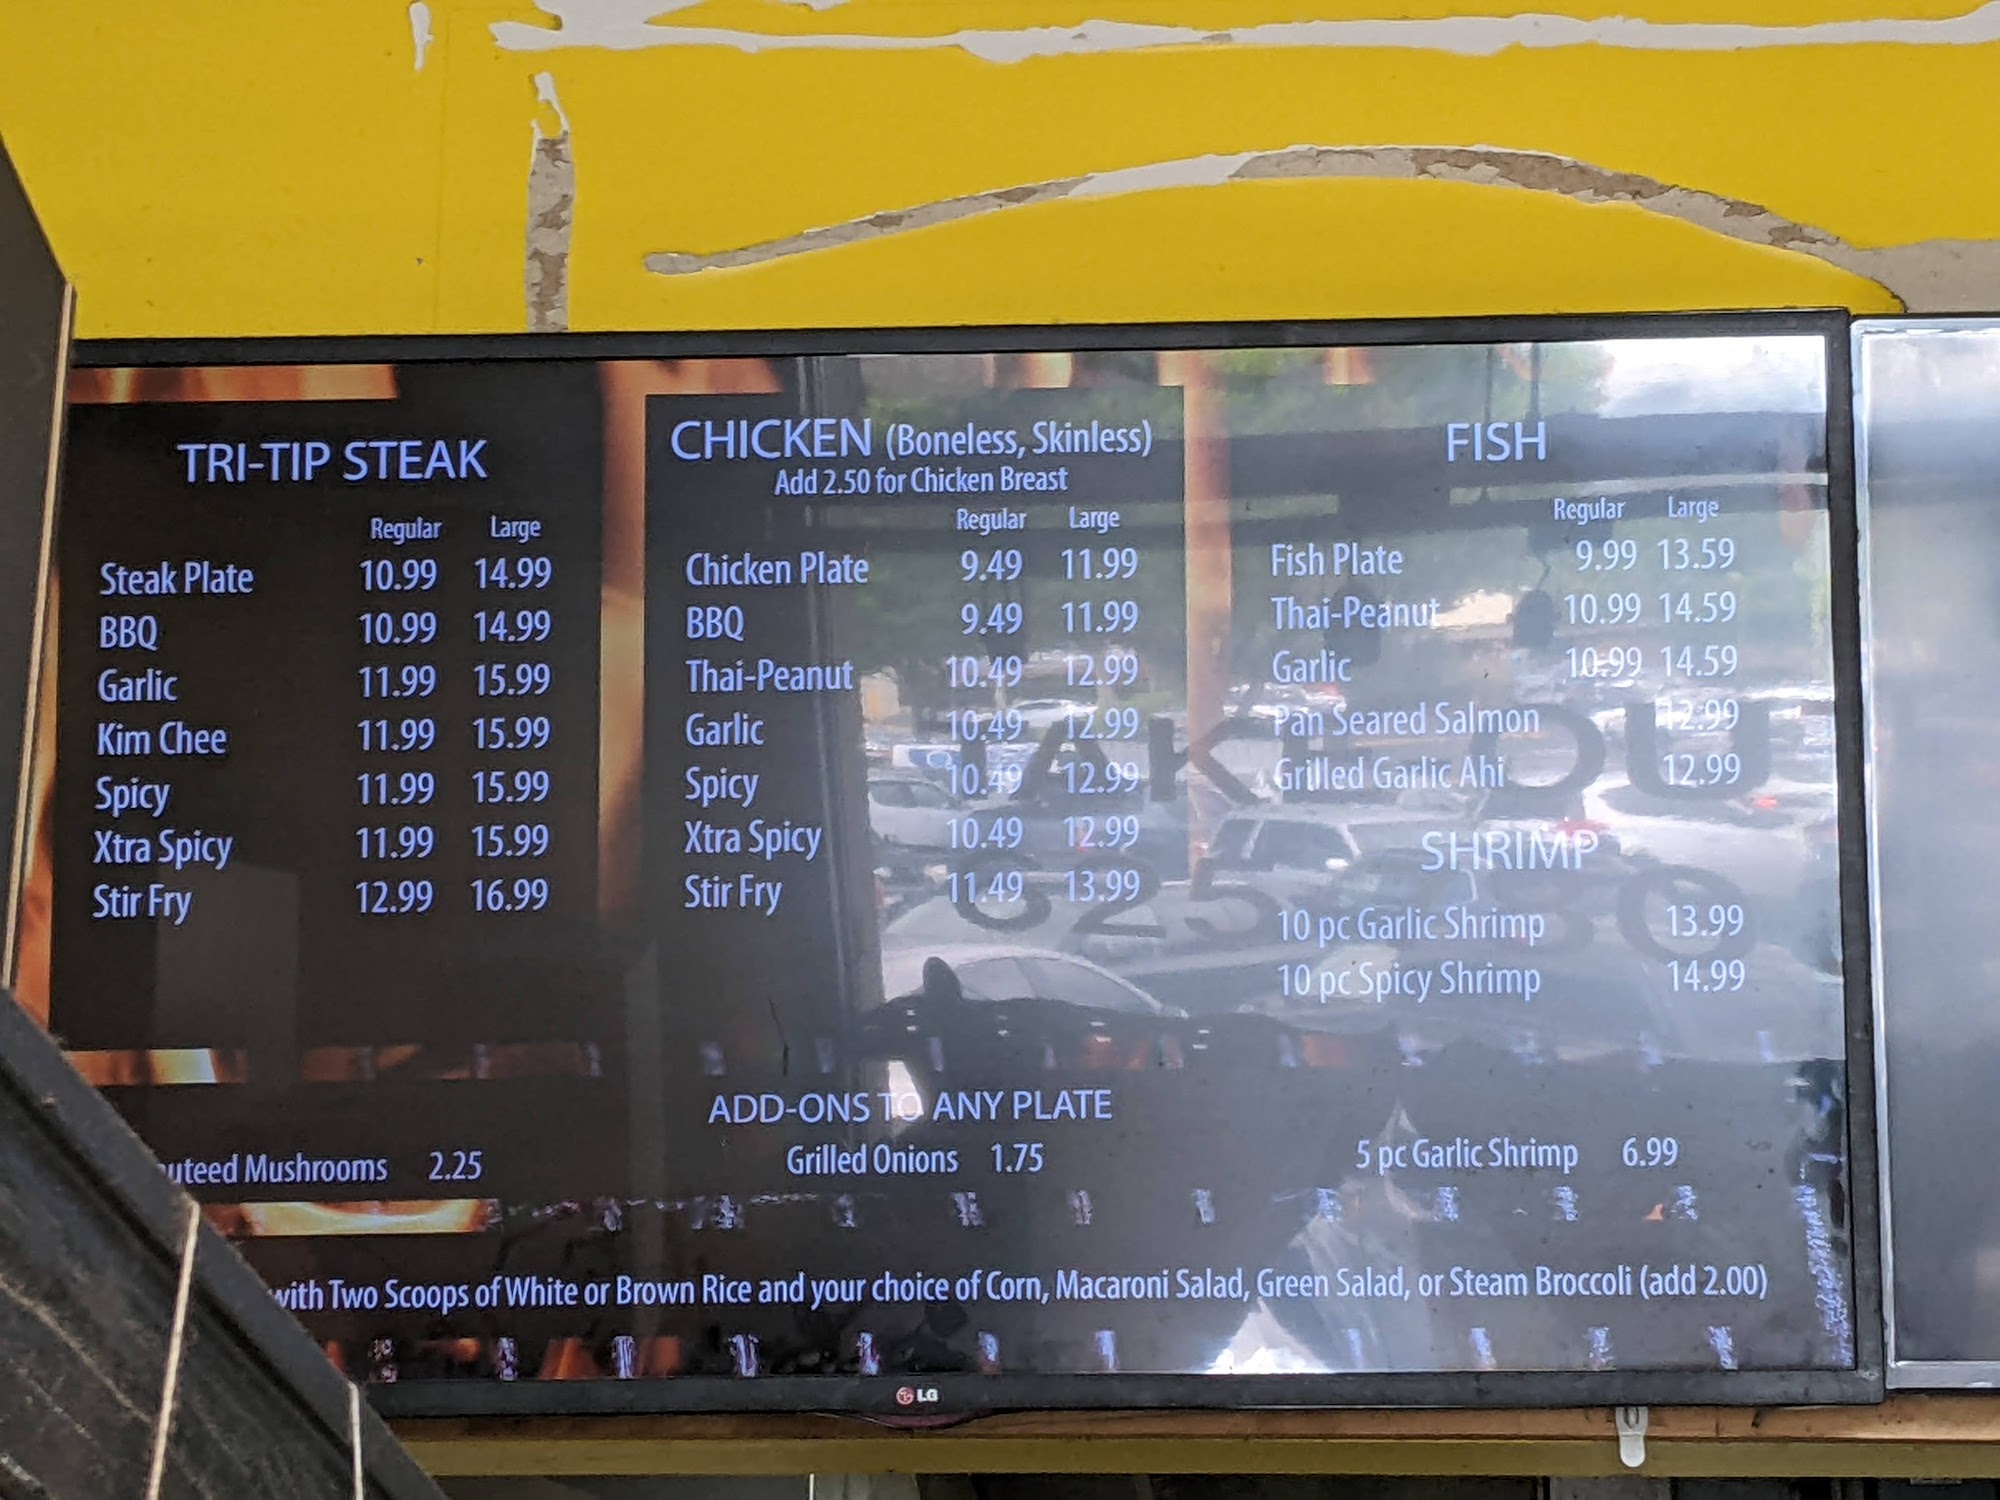 TRI-TIP STEAK
Regular Large
Steak Plate 10.99 14.99
BBQ 10.99 14.99
Garlic 11.99 15.99
Kim Chee 11.99 15.99
Spicy 11.99 15.99
Xtra Spicy 11.99 15.99
Stir Fry 12.99 16.99
CHICKEN (Boneless, Skinless)
Add 2.50 for Chicken Breast
Regular Large
Chicken Plate 9.49 11.99
BBQ 9.49 11.99
Thai-Peanut 10.49 12.99
Garlic 10.49 12.99
Spicy 10.49 12.99
Xtra Spicy 10.49 12.99
Stir Fry 11.49 13.99
FISH
Regular Large
Fish Plate 9.99 13.59
Thai-Peanut 10.99 14.59
Garlic 10.99 14.59
Pan Seared Salmon 12.99
Grilled Garlic Ahi 12.99
SHRIMP
10 pc Garlic Shrimp 13.99
10 pc Spicy Shrimp 14.99
ADD-ONS TO ANY PLATE
Mushrooms 2.25
Grilled Onions 1.75
5 pc Garlic Shrimp 6.99
with Two Scoops of White or Brown Rice and your choice of Corn, Macaroni Salad, Green Salad, or Steam Broccoli (add 2.00)
LG